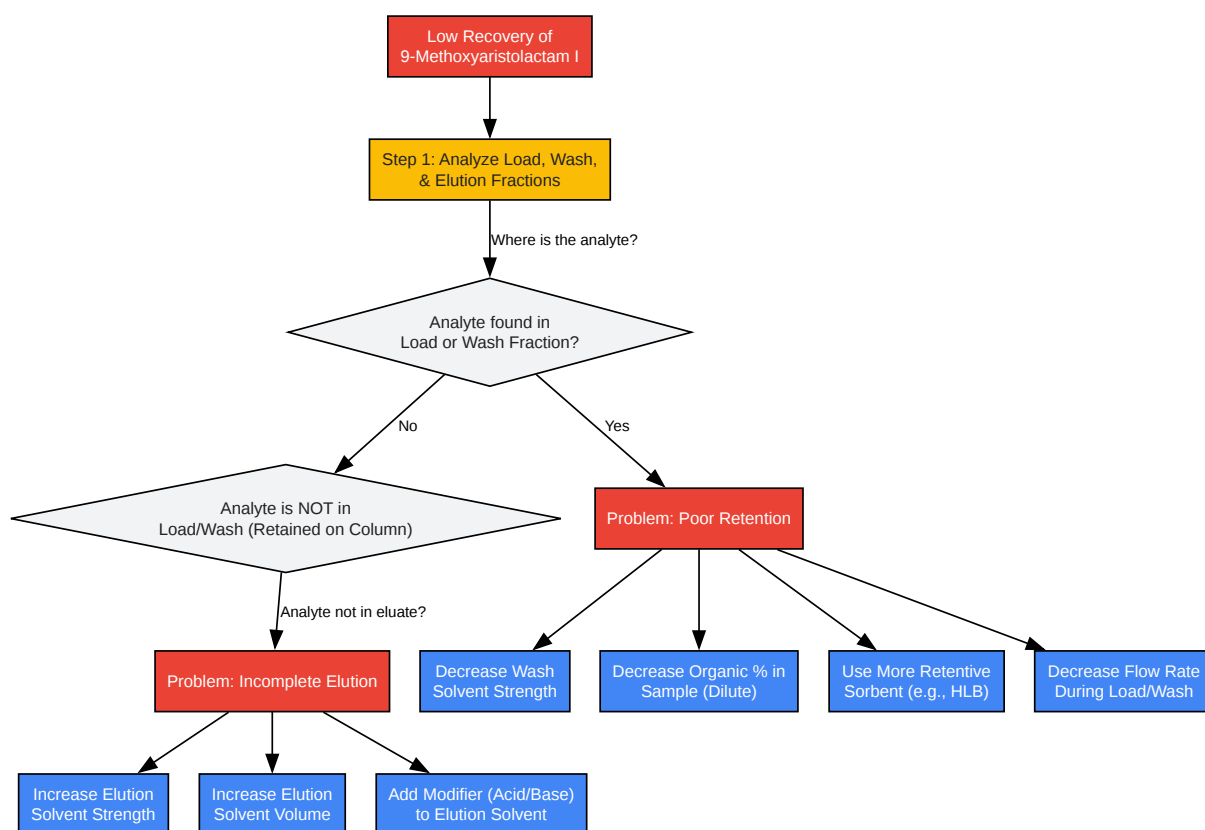 Low Recovery of
9-Methoxyaristolactam I
Step 1: Analyze Load, Wash,
& Elution Fractions
Where is the analyte?
Analyte found in
Load or Wash Fraction?
No
Yes
Analyte is NOT in
Load/Wash (Retained on Column)
Problem: Poor Retention
Analyte not in eluate?
Problem: Incomplete Elution
Decrease Wash
Solvent Strength
Decrease Organic % in
Sample (Dilute)
Use More Retentive
Sorbent (e.g., HLB)
Decrease Flow Rate
During Load/Wash
Increase Elution
Solvent Strength
Increase Elution
Solvent Volume
Add Modifier (Acid/Base)
to Elution Solvent